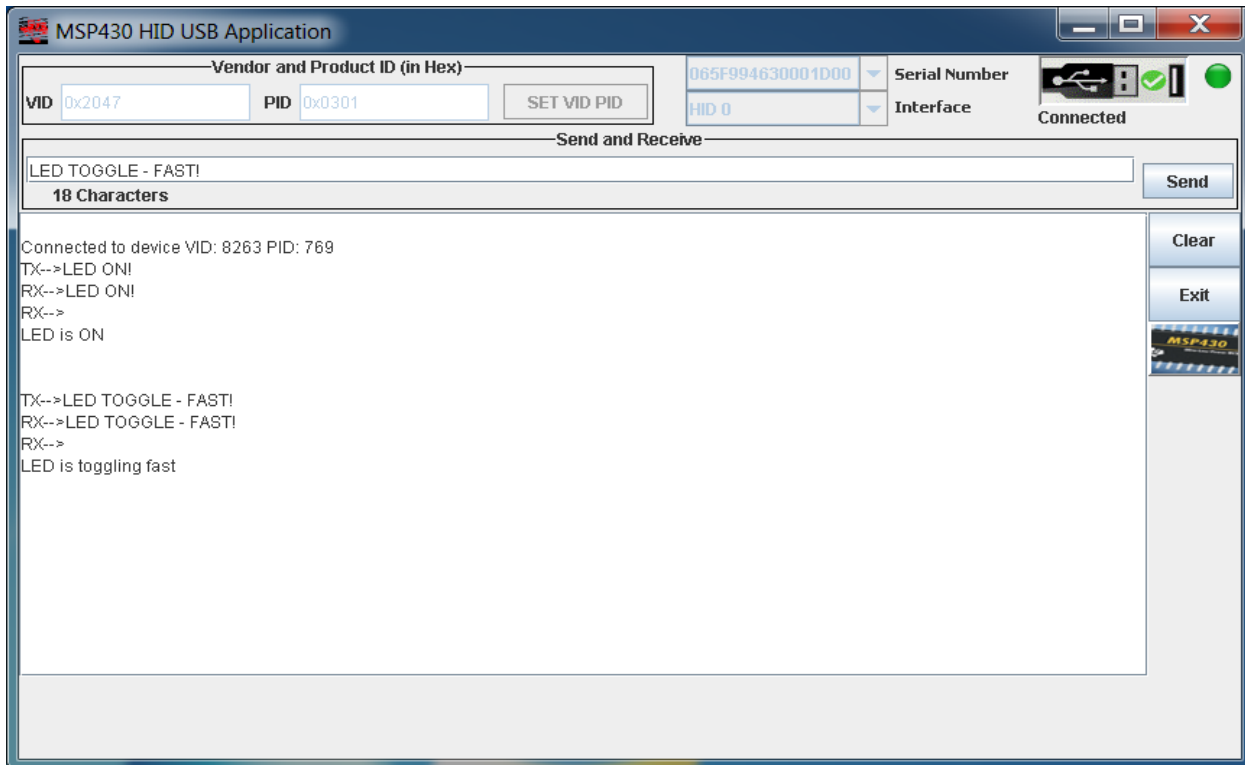 MSP430 HID USB Application
Vendor and Product ID (in Hex)
VID 0x2047 PID 0x0301 SET VID PID
065F994630001D00 Serial Number
HID 0 Interface
Connected
Send and Receive
LED TOGGLE - FAST!
Send
18 Characters
Clear
Exit
MSP430
Connected to device VID: 8263 PID: 769
TX-->LED ON!
RX-->LED ON!
RX-->
LED is ON
TX-->LED TOGGLE - FAST!
RX-->LED TOGGLE - FAST!
RX-->
LED is toggling fast